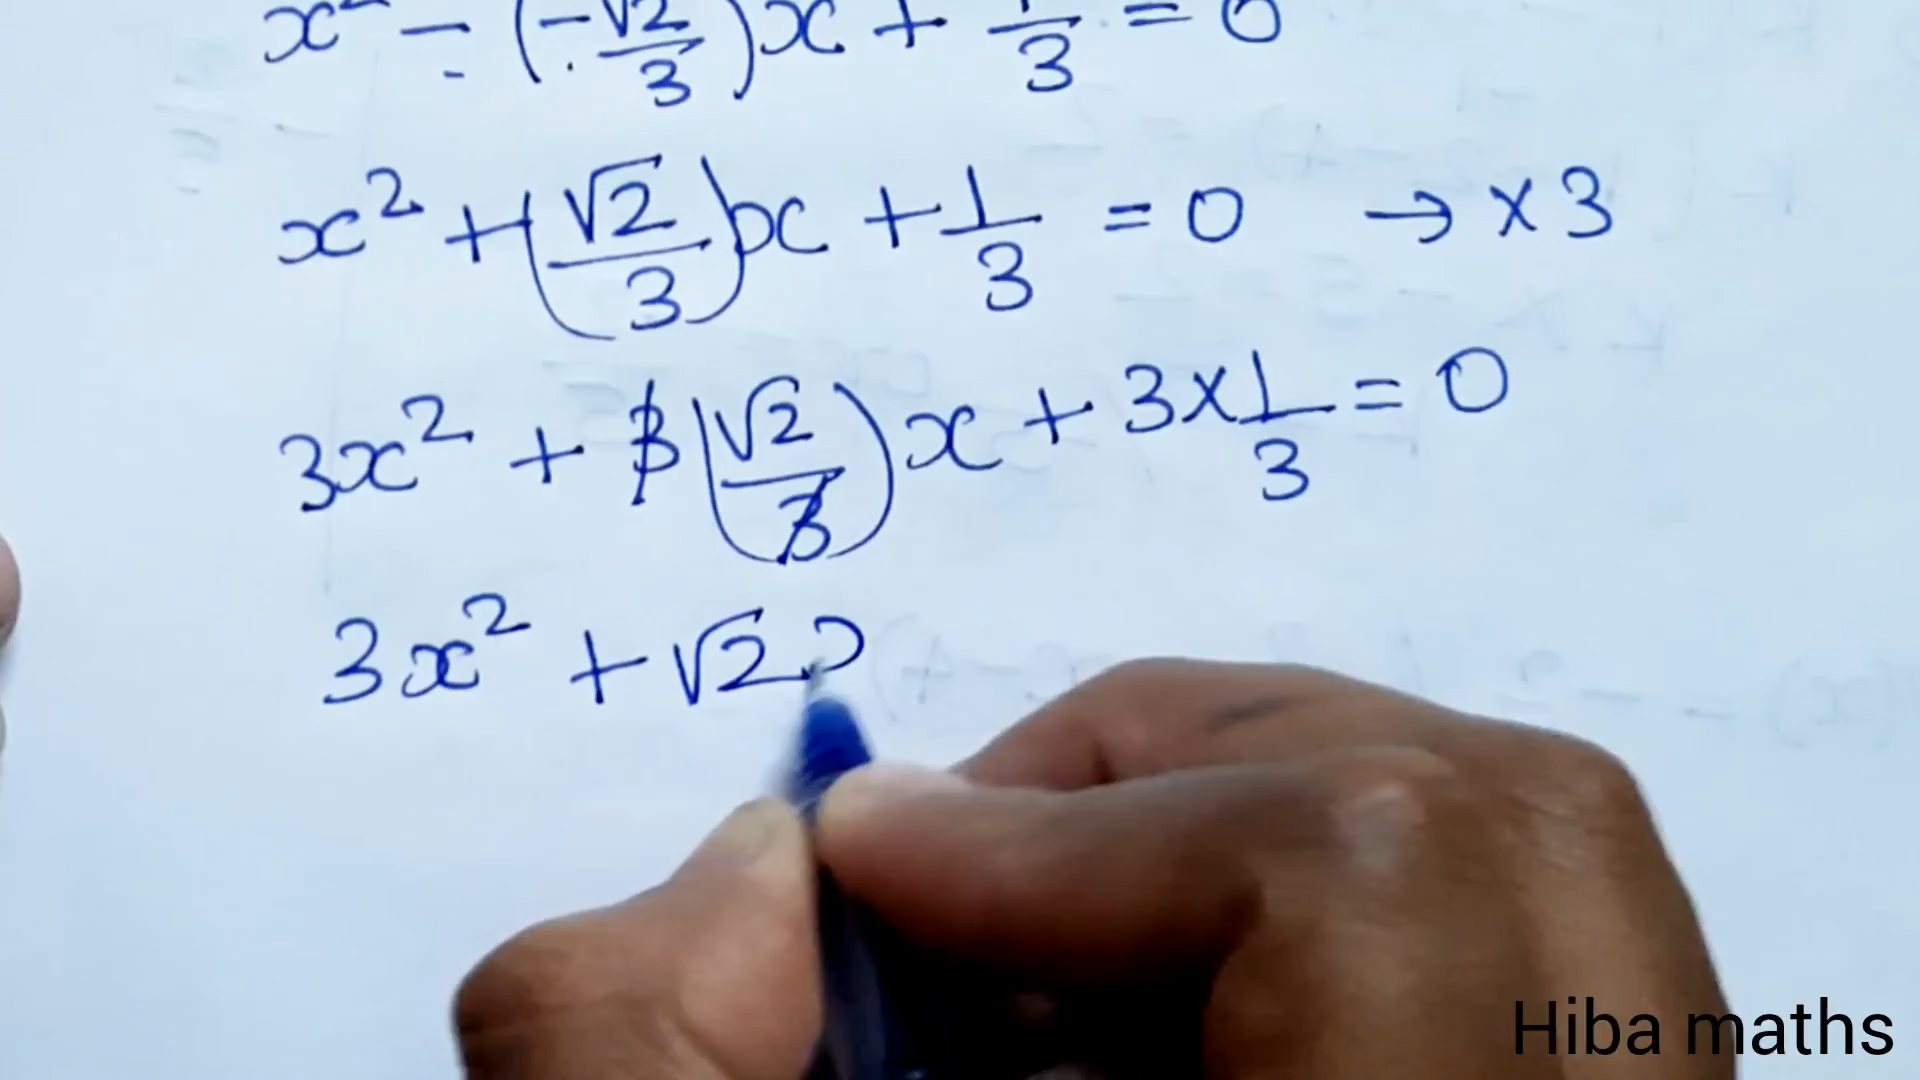 x² - (-√2/3)x + 1/3 = 0
x² + (√2/3)x + 1/3 = 0 → × 3
3x² + 3(√2/3)x + 3 × 1/3 = 0
3x² + √2
Hiba maths